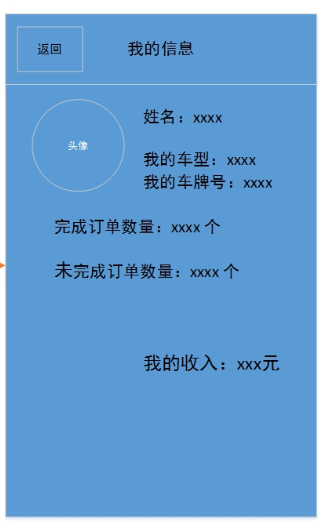 返回 我的信息
头像
姓名：xxxx
我的车型：xxxx
我的车牌号：xxxx
完成订单数量：xxxx 个
未完成订单数量：xxxx 个
我的收入：xxx元